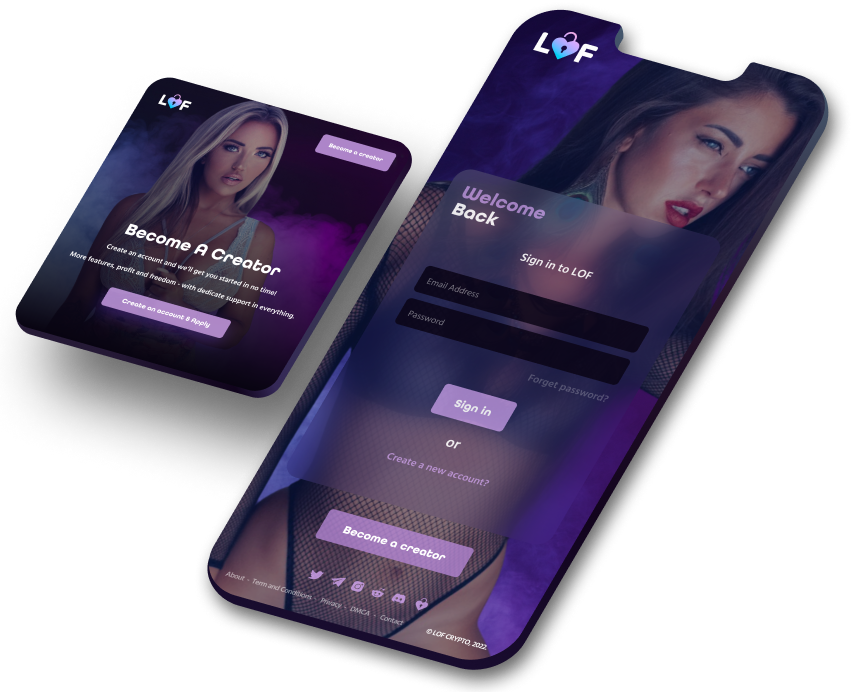 LOF
Become a creator
Become A Creator
Create an account and we'll get you started in no time!
More features, profit and freedom - with dedicate support in everything.
Create an account & Apply
LOF
Welcome
Back
Sign in to LOF
Email Address
Password
Forget password?
Sign in
or
Create a new account?
Become a creator
About - Term and Conditions - Privacy - DMCA - Contact
© LOF CRYPTO, 2022.